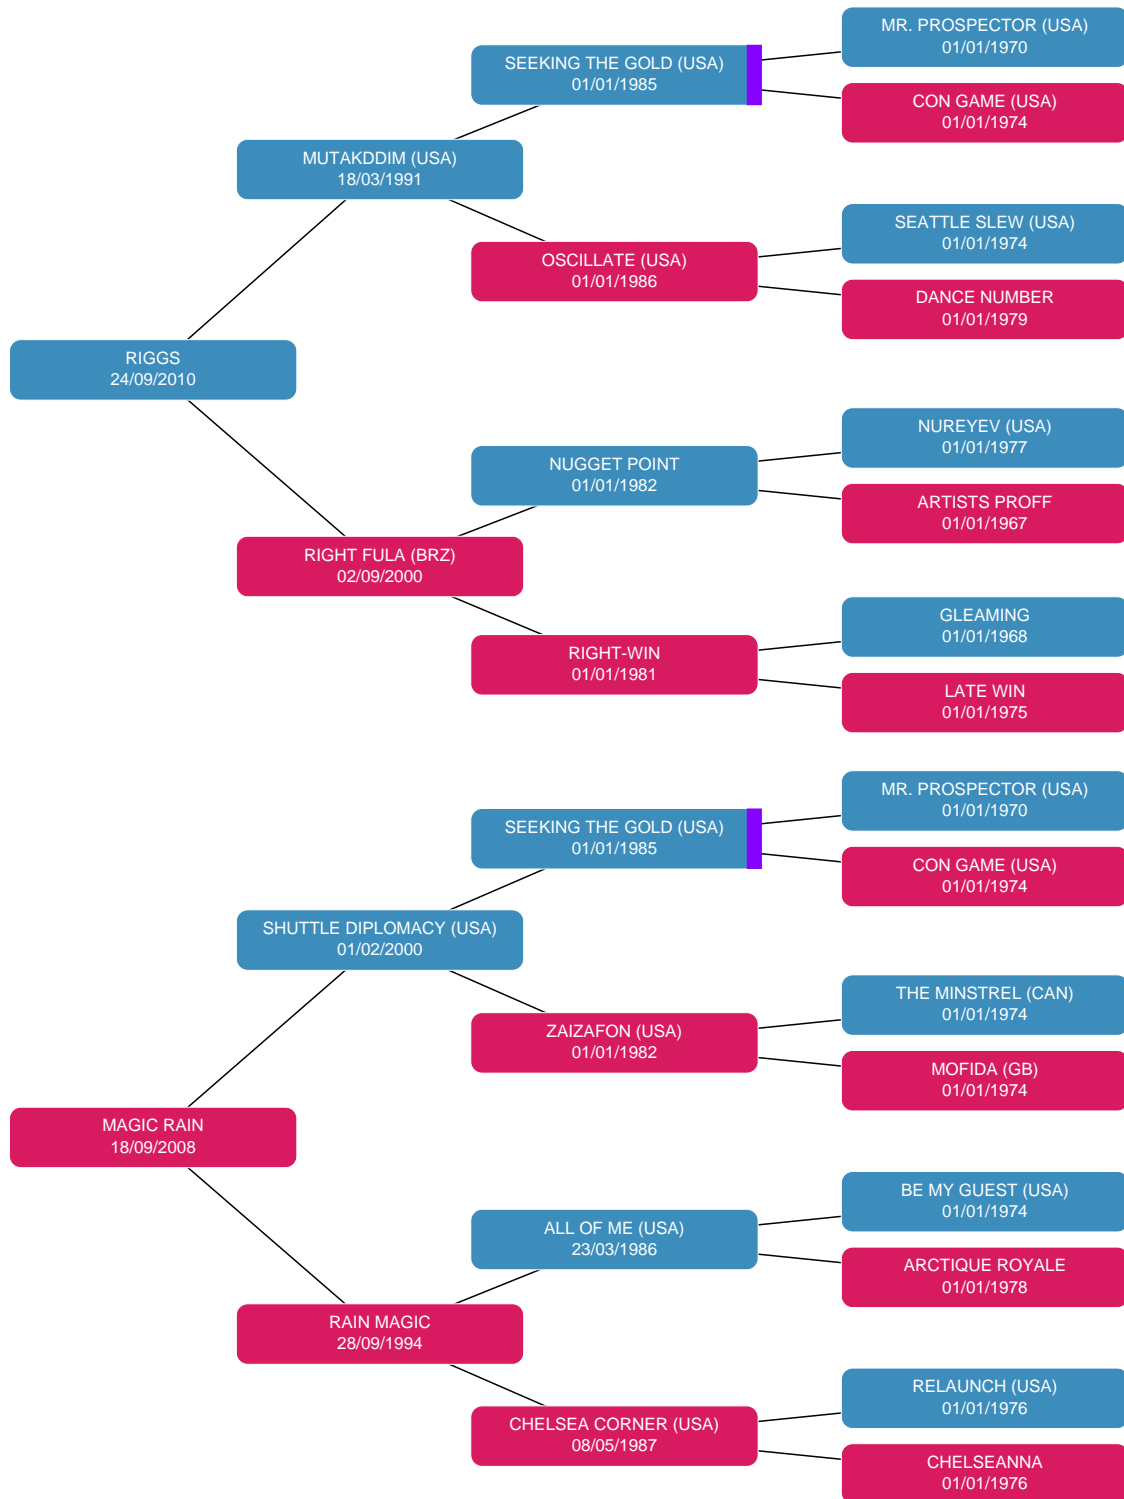 MR. PROSPECTOR (USA)
01/01/1970
SEEKING THE GOLD (USA)
01/01/1985
CON GAME (USA)
01/01/1974
MUTAKDDIM (USA)
18/03/1991
SEATTLE SLEW (USA)
01/01/1974
OSCILLATE (USA)
01/01/1986
DANCE NUMBER
01/01/1979
RIGGS
24/09/2010
NUREYEV (USA)
01/01/1977
NUGGET POINT
01/01/1982
ARTISTS PROFF
01/01/1967
RIGHT FULA (BRZ)
02/09/2000
GLEAMING
01/01/1968
RIGHT-WIN
01/01/1981
LATE WIN
01/01/1975
MR. PROSPECTOR (USA)
01/01/1970
SEEKING THE GOLD (USA)
01/01/1985
CON GAME (USA)
01/01/1974
SHUTTLE DIPLOMACY (USA)
01/02/2000
THE MINSTREL (CAN)
01/01/1974
ZAIZAFON (USA)
01/01/1982
MOFIDA (GB)
01/01/1974
MAGIC RAIN
18/09/2008
BE MY GUEST (USA)
01/01/1974
ALL OF ME (USA)
23/03/1986
ARCTIQUE ROYALE
01/01/1978
RAIN MAGIC
28/09/1994
RELAUNCH (USA)
01/01/1976
CHELSEA CORNER (USA)
08/05/1987
CHELSEANNA
01/01/1976